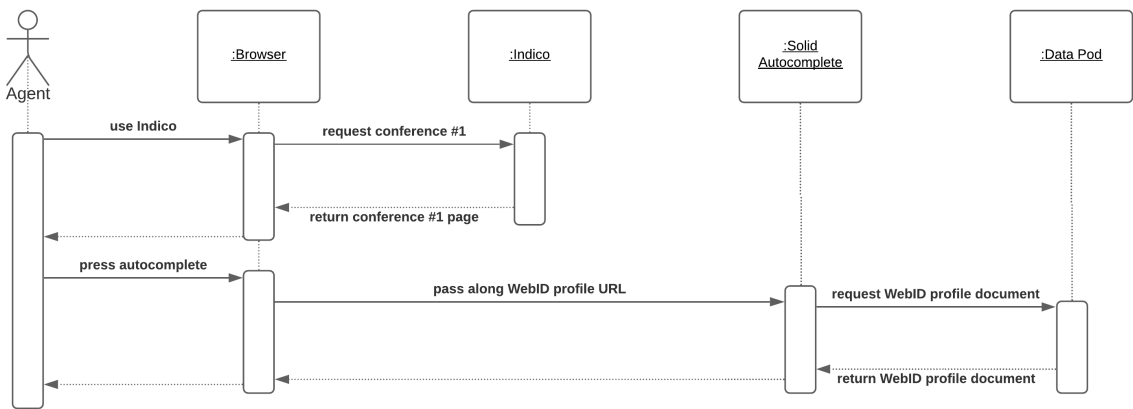 :Browser
:Indico
:Solid
Autocomplete
:Data Pod
Agent
use Indico
request conference #1
return conference #1 page
press autocomplete
pass along WebID profile URL
request WebID profile document
return WebID profile document